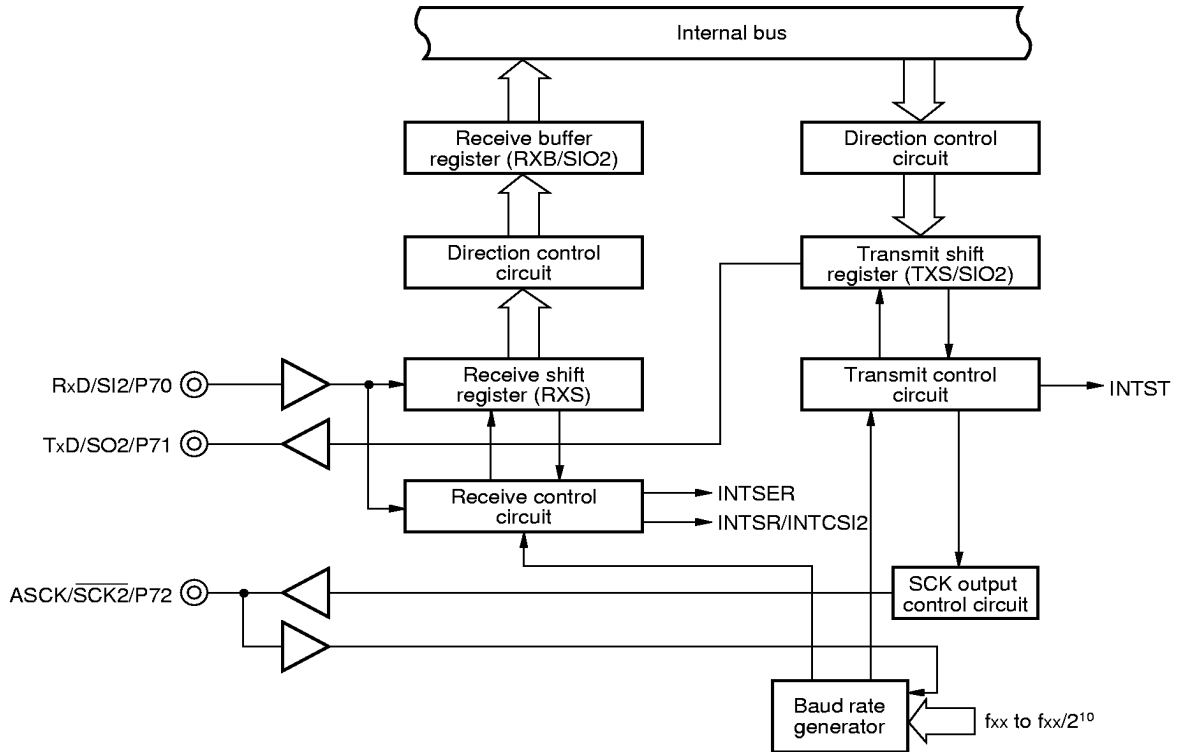 Internal bus
Receive buffer
register (RXB/SIO2)
Direction control
circuit
Direction control
circuit
Transmit shift
register (TXS/SIO2)
RxD/SI2/P70
Receive shift
register (RXS)
Transmit control
circuit
INTST
TxD/SO2/P71
Receive control
circuit
INTSER
INTSR/INTCSI2
ASCK/S̅C̅K̅2̅/P72
SCK output
control circuit
Baud rate
generator
fxx to fxx/2¹⁰